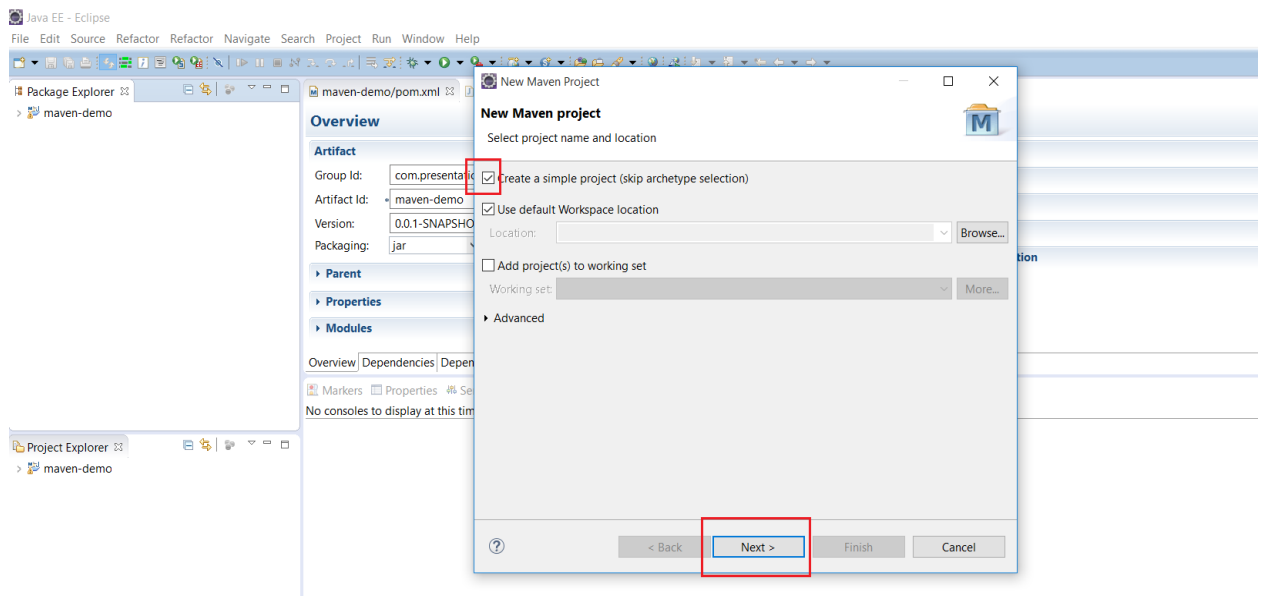 Java EE - Eclipse
File Edit Source Refactor Refactor Navigate Search Project Run Window Help
Package Explorer
maven-demo
maven-demo/pom.xml
Overview
Artifact
Group Id: com.presentatio
Artifact Id: maven-demo
Version: 0.0.1-SNAPSHO
Packaging: jar
Parent
Properties
Modules
Overview Dependencies Depen
Markers Properties Se
No consoles to display at this tim
Project Explorer
maven-demo
New Maven Project
New Maven project
Select project name and location
M
Create a simple project (skip archetype selection)
Use default Workspace location
Location: Browse...
Add project(s) to working set
Working set: More...
Advanced
? < Back Next > Finish Cancel
tion